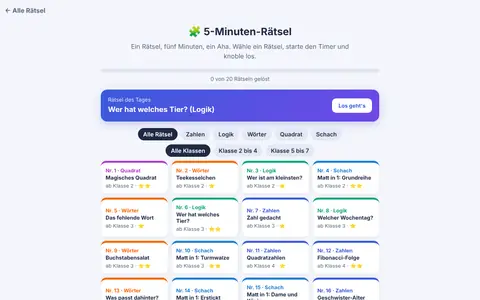 ← Alle Rätsel
🧩 5-Minuten-Rätsel
Ein Rätsel, fünf Minuten, ein Aha. Wähle ein Rätsel, starte den Timer und
knoble los.
0 von 20 Rätseln gelöst
Rätsel des Tages
Wer hat welches Tier? (Logik)
Los geht's
Alle Rätsel Zahlen Logik Wörter Quadrat Schach
Alle Klassen Klasse 2 bis 4 Klasse 5 bis 7
Nr. 1 · Quadrat
Magisches Quadrat
ab Klasse 2 · ⭐⭐
Nr. 2 · Wörter
Teekesselchen
ab Klasse 2 · ⭐
Nr. 3 · Logik
Wer ist am kleinsten?
ab Klasse 2 · ⭐
Nr. 4 · Schach
Matt in 1: Grundreihe
ab Klasse 2 · ⭐⭐
Nr. 5 · Wörter
Das fehlende Wort
ab Klasse 3 · ⭐
Nr. 6 · Logik
Wer hat welches
Tier?
ab Klasse 3 · ⭐⭐
Nr. 7 · Zahlen
Zahl gedacht
ab Klasse 3 · ⭐
Nr. 8 · Logik
Welcher Wochentag?
ab Klasse 3 · ⭐
Nr. 9 · Wörter
Buchstabensalat
ab Klasse 3 · ⭐⭐
Nr. 10 · Schach
Matt in 1: Turmwalze
ab Klasse 3 · ⭐⭐
Nr. 11 · Zahlen
Quadratzahlen
ab Klasse 4 · ⭐
Nr. 12 · Zahlen
Fibonacci-Folge
ab Klasse 4 · ⭐⭐
Nr. 13 · Wörter
Was passt dahinter?
Nr. 14 · Schach
Matt in 1: Erstickt
Nr. 15 · Schach
Matt in 1: Dame und
Nr. 16 · Zahlen
Geschwister-Alter